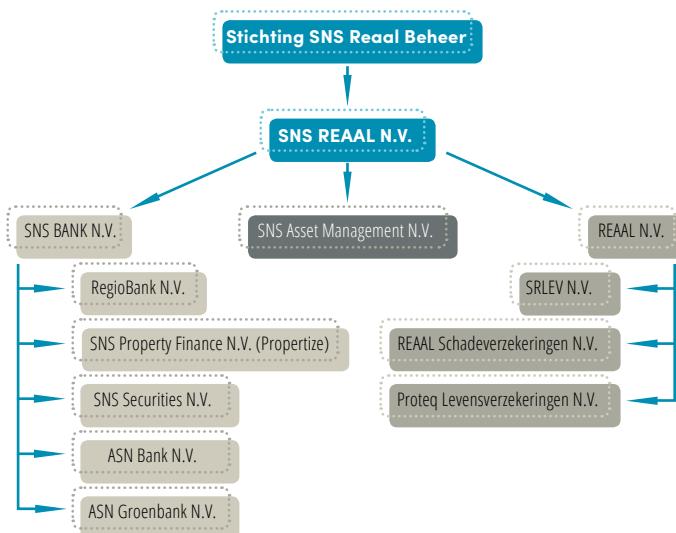 Stichting SNS Reaal Beheer
SNS REAAL N.V.
SNS BANK N.V.
SNS Asset Management N.V.
REAAL N.V.
RegioBank N.V.
SNS Property Finance N.V. (Propertize)
SNS Securities N.V.
ASN Bank N.V.
ASN Groenbank N.V.
SRLEV N.V.
REAAL Schadeverzekeringen N.V.
Proteq Levensverzekeringen N.V.